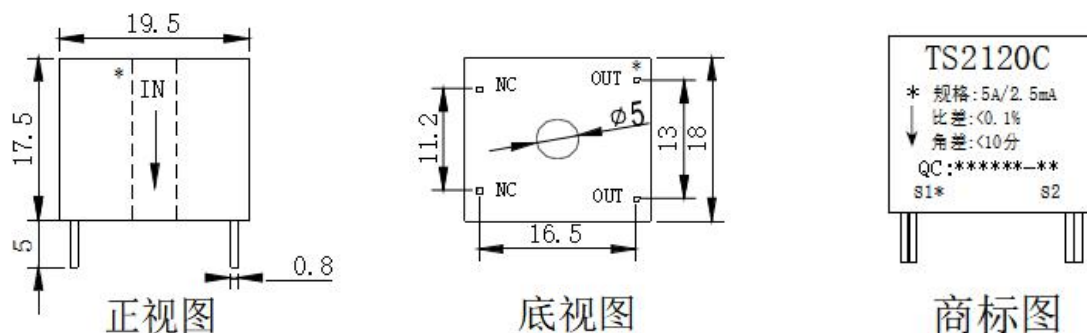 19.5
*
IN
17.5
5
0.8
正视图
*
NC
OUT
ø5
11.2
13
18
NC
OUT
16.5
底视图
TS2120C
* 规格:5A/2.5mA
比差:<0.1%
角差:<10分
QC:******-**
S1*
S2
商标图